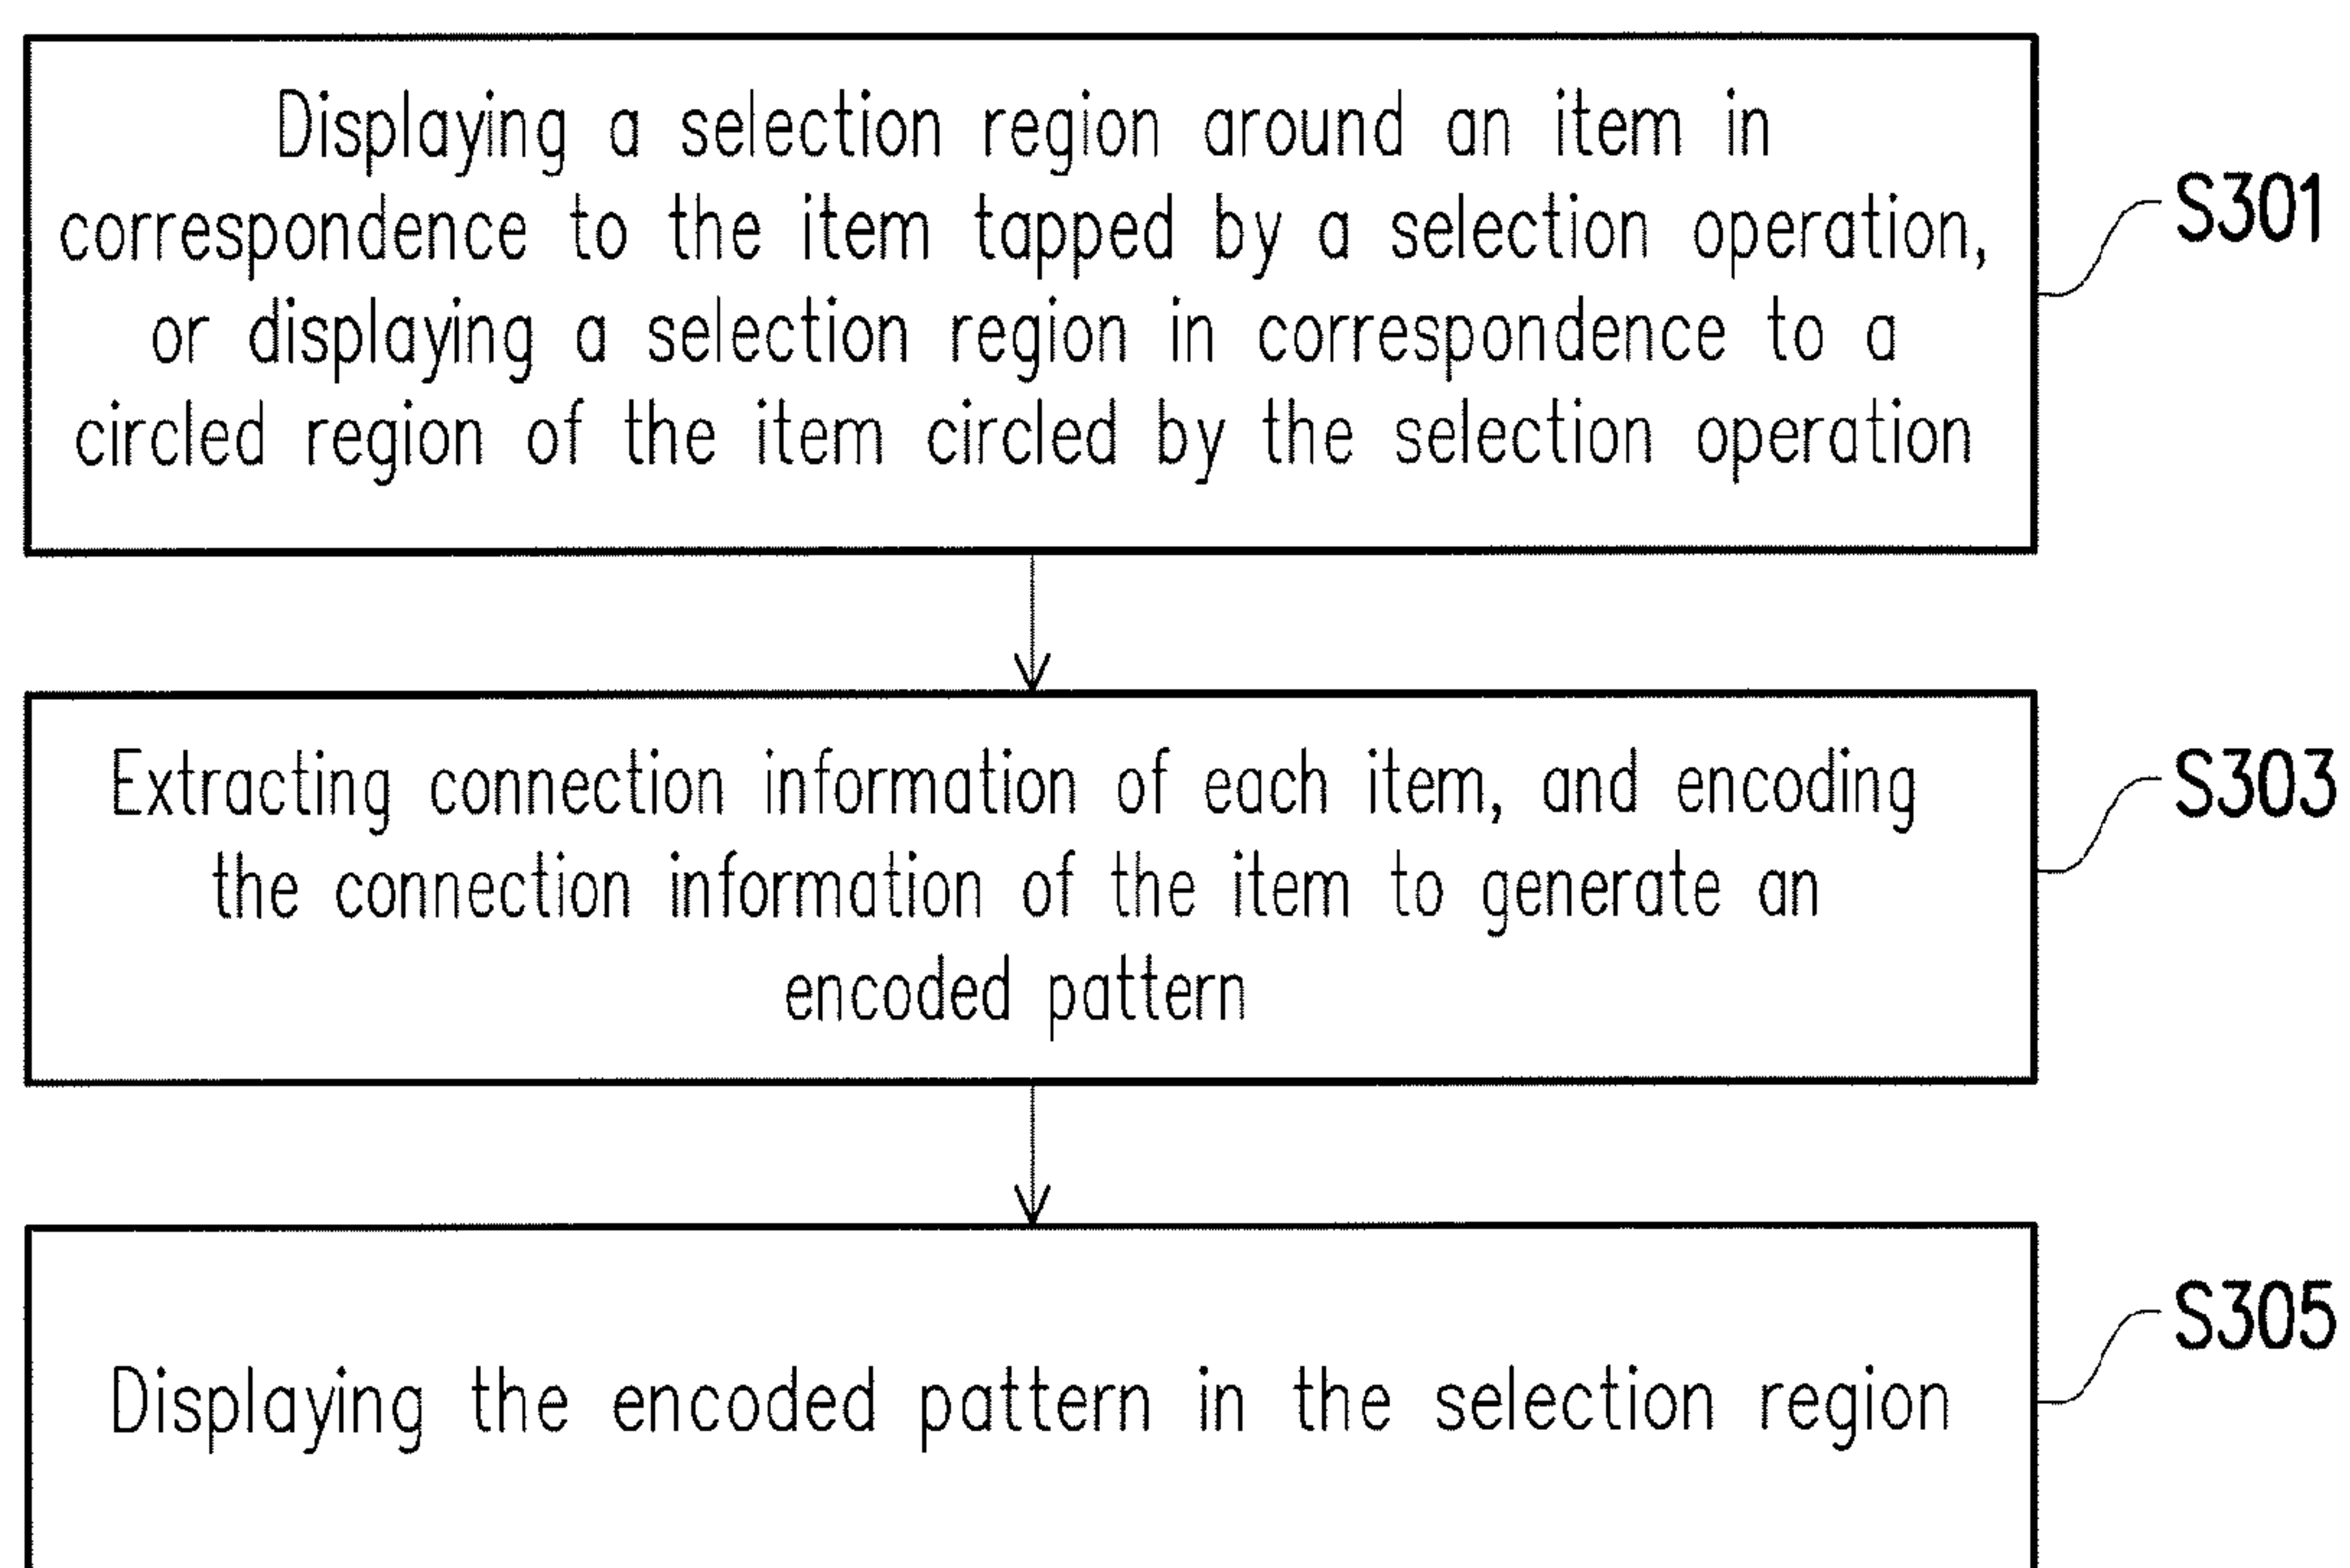 Displaying a selection region around an item in
correspondence to the item tapped by a selection operation,
or displaying a selection region in correspondence to a
circled region of the item circled by the selection operation
S301
Extracting connection information of each item, and encoding
the connection information of the item to generate an
encoded pattern
S303
Displaying the encoded pattern in the selection region
S305